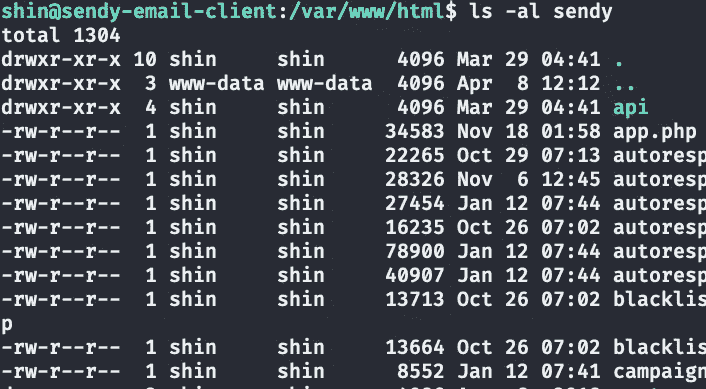 shin@sendy-email-client:/var/www/html$ ls -al sendy
total 1304
drwxr-xr-x 10 shin     shin      4096 Mar 29 04:41 .
drwxr-xr-x  3 www-data www-data  4096 Apr  8 12:12 ..
drwxr-xr-x  4 shin     shin      4096 Mar 29 04:41 api
-rw-r--r--  1 shin     shin     34583 Nov 18 01:58 app.php
-rw-r--r--  1 shin     shin     22265 Oct 29 07:13 autoresp
-rw-r--r--  1 shin     shin     28326 Nov  6 12:45 autoresp
-rw-r--r--  1 shin     shin     27454 Jan 12 07:44 autoresp
-rw-r--r--  1 shin     shin     16235 Oct 26 07:02 autoresp
-rw-r--r--  1 shin     shin     78900 Jan 12 07:44 autoresp
-rw-r--r--  1 shin     shin     40907 Jan 12 07:44 autoresp
-rw-r--r--  1 shin     shin     13713 Oct 26 07:02 blacklis
p
-rw-r--r--  1 shin     shin     13664 Oct 26 07:02 blacklis
-rw-r--r--  1 shin     shin      8552 Jan 12 07:41 campaign